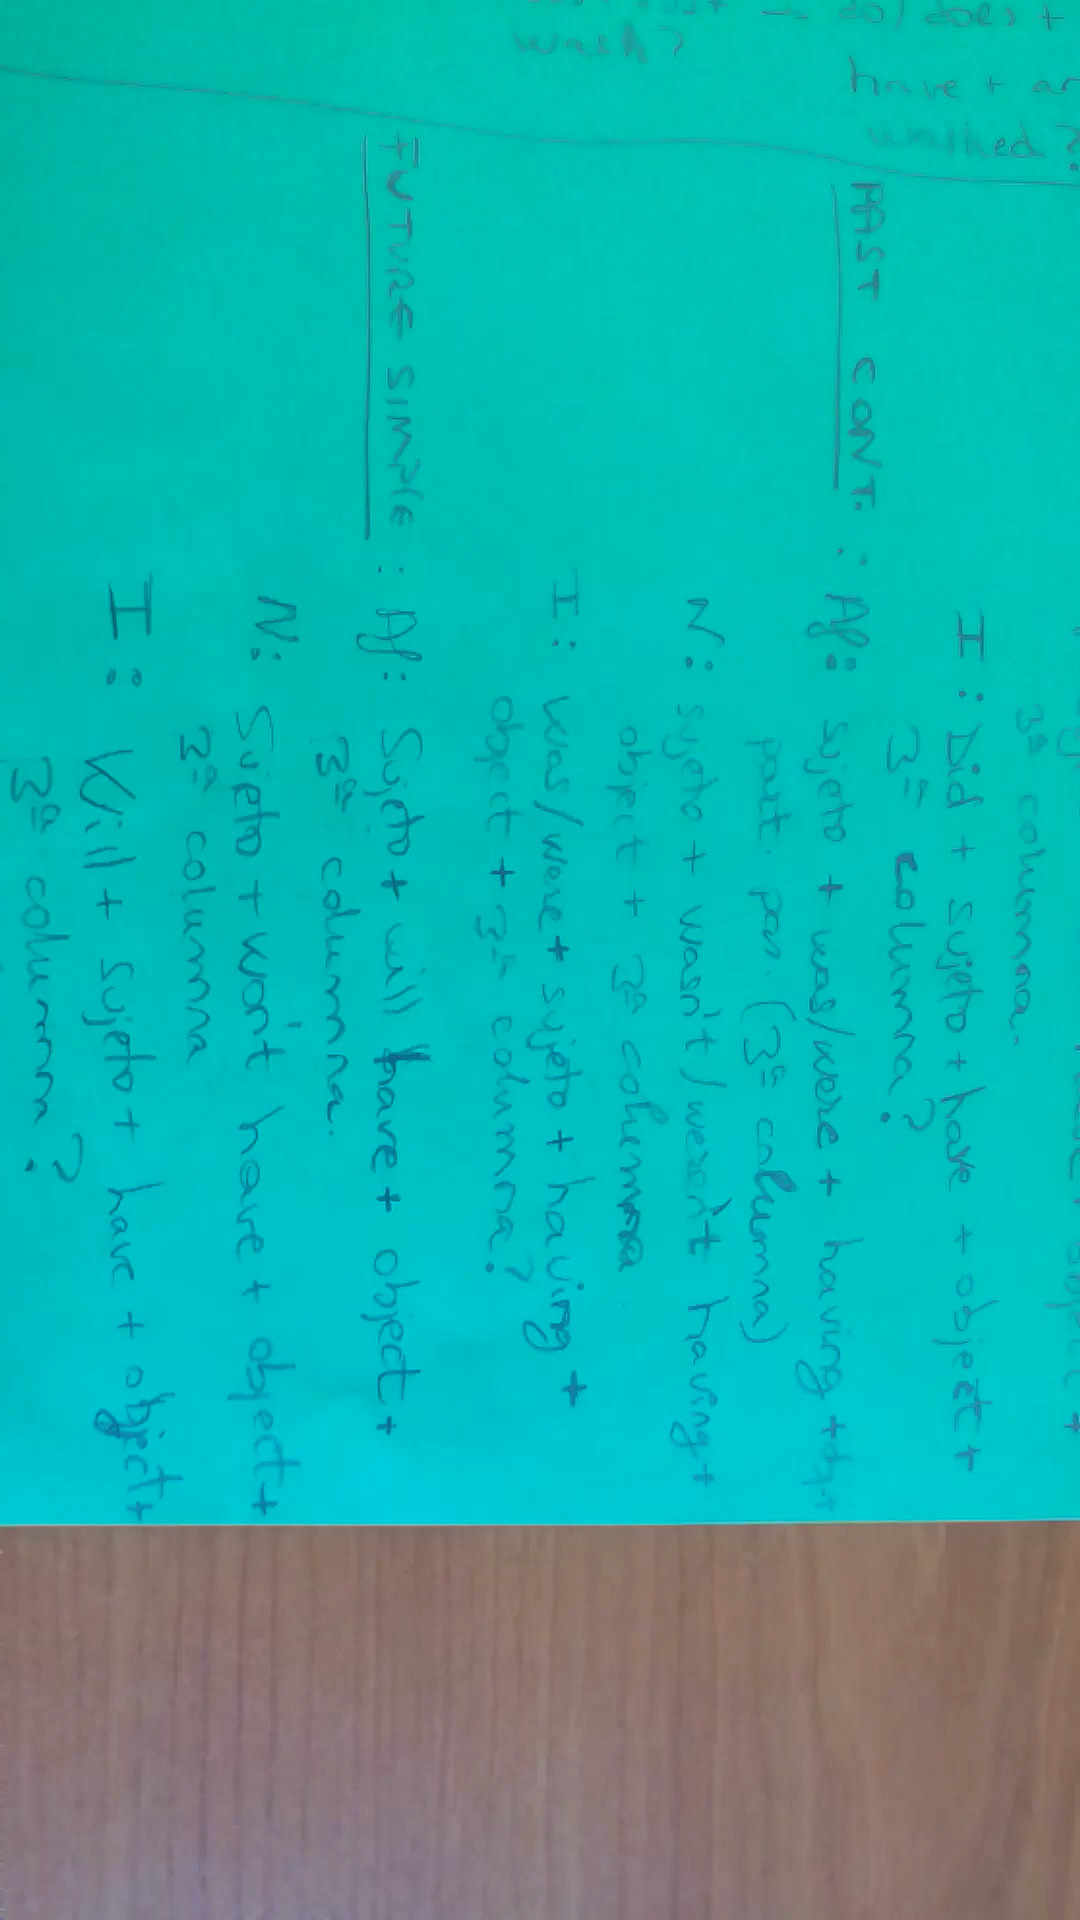 do/does +
wash?
have +
washed?
3ª columna.
I: Did + sujeto + have + object +
3ª columna?
PAST CONT.: Af: sujeto + was/were + having +
part. pas. (3ª columna)
N: sujeto + wasn't/weren't having +
object + 3ª columna
I: Was/were + sujeto + having +
object + 3ª columna?
FUTURE SIMPLE: Af: Sujeto + will have + object +
3ª columna.
N: Sujeto + won't have + object +
3ª columna
I: Will + sujeto + have + object +
3ª columna?